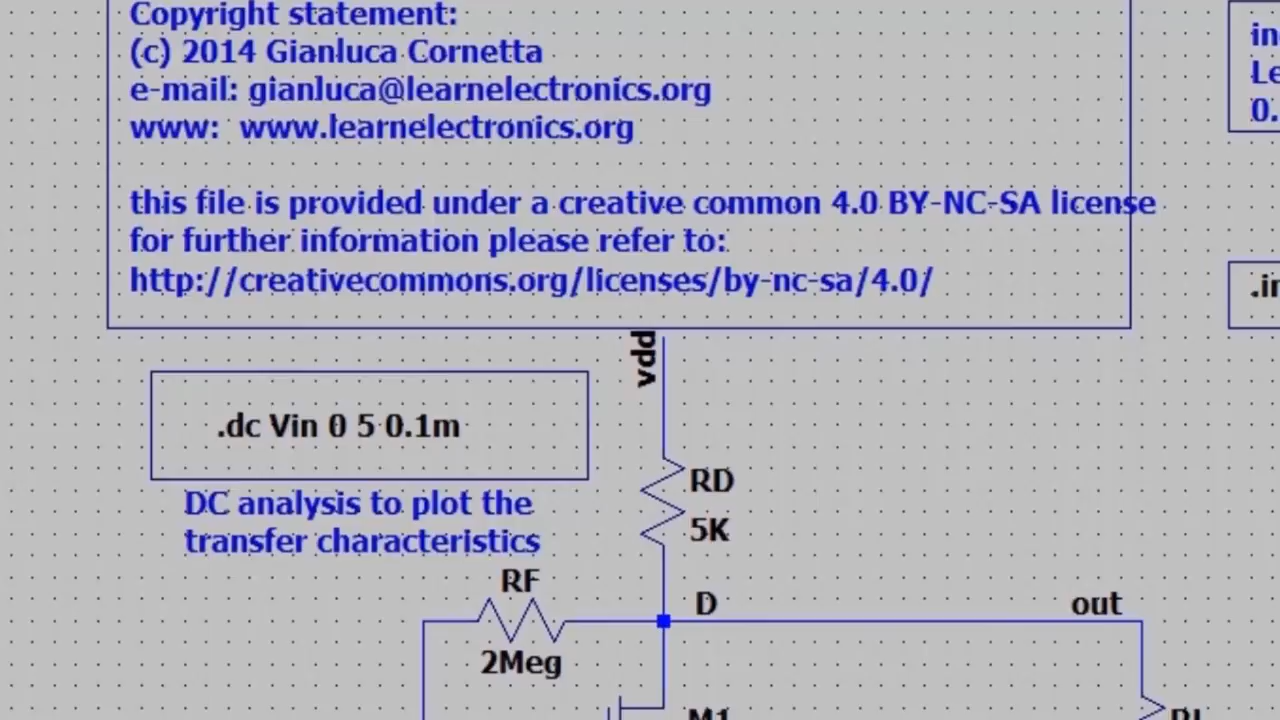 Copyright statement:
(c) 2014 Gianluca Cornetta
e-mail: gianluca@learnelectronics.org
www: www.learnelectronics.org
this file is provided under a creative common 4.0 BY-NC-SA license
for further information please refer to:
http://creativecommons.org/licenses/by-nc-sa/4.0/
0.
vdd
.dc Vin 0 5 0.1m
DC analysis to plot the
transfer characteristics
RD
5K
RF
D
out
2Meg
M1